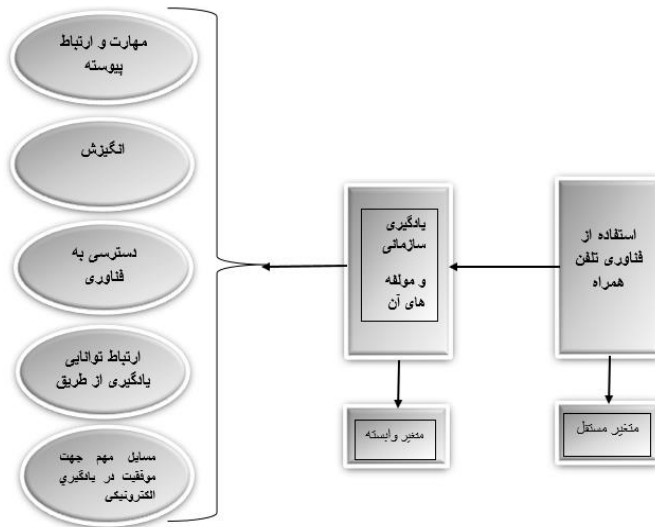 استفاده از
فناوری تلفن
همراه
متغیر مستقل
یادگیری
سازمانی
و مولفه
های آن
متغیر وابسته
مهارت و ارتباط
پیوسته
انگیزش
دسترسی به
فناوری
ارتباط توانایی
یادگیری از طریق
مسایل مهم جهت
موفقیت در یادگیري
الکترونیکی